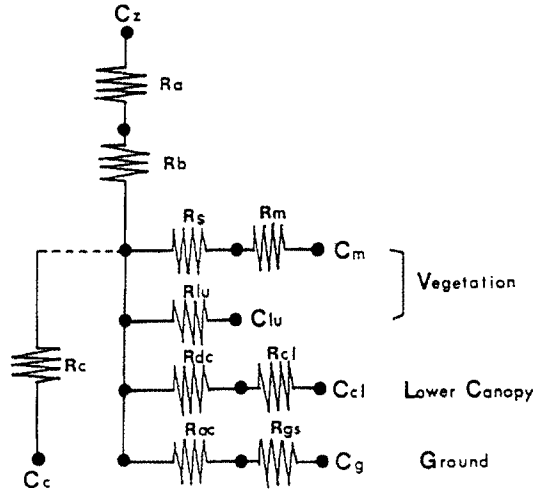 Cz
Ra
Rb
Rs Rm
Cm
Vegetation
Rlu
Clu
Rc
Rdc Rcl
Ccl Lower Canopy
Rac Rgs
Cg Ground
Cc